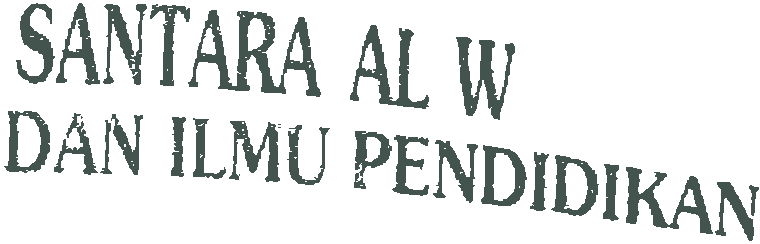 SANTARA AL W
DAN ILMU PENDIDIKAN